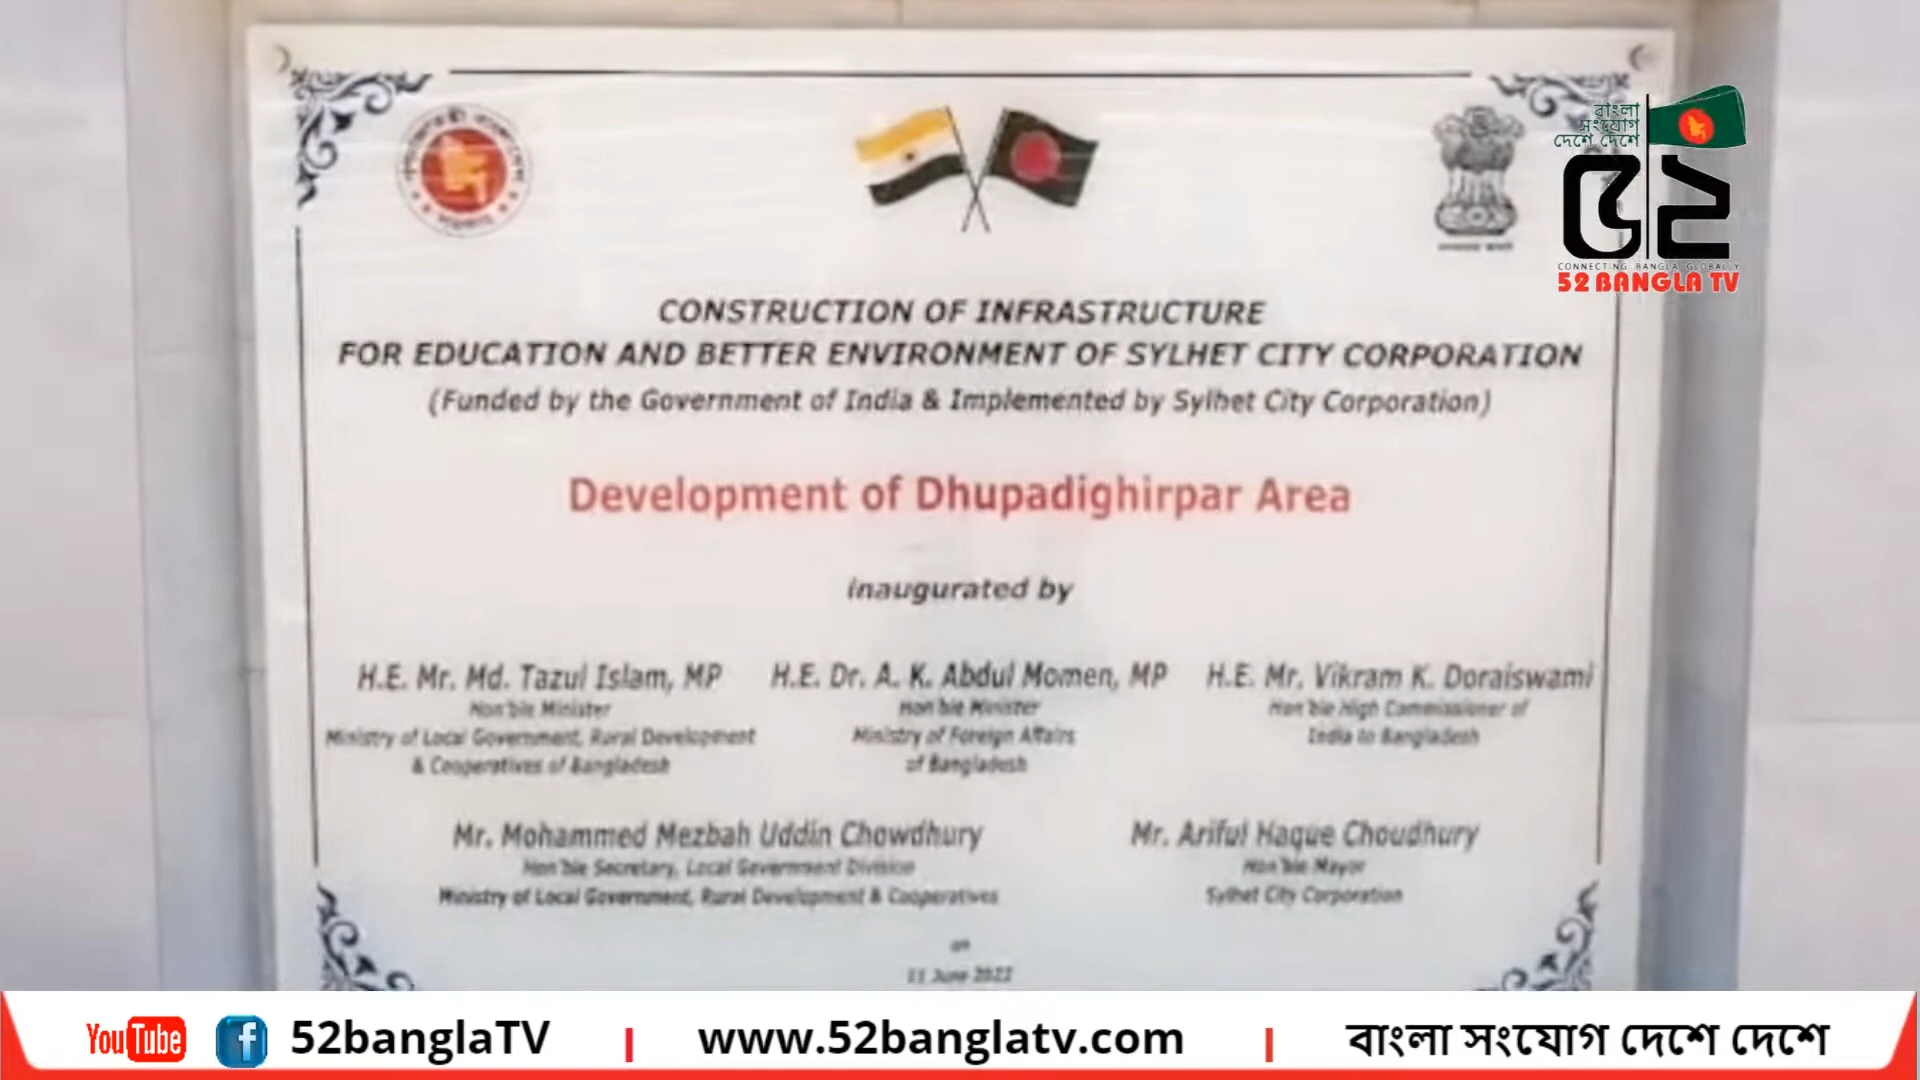 বাংলা
সংযোগ
দেশে দেশে
৫২
CONNECTING BANGLA GLOBALLY
52 BANGLA TV
CONSTRUCTION OF INFRASTRUCTURE
FOR EDUCATION AND BETTER ENVIRONMENT OF SYLHET CITY CORPORATION
(Funded by the Government of India & Implemented by Sylhet City Corporation)
Development of Dhupadighirpar Area
inaugurated by
H.E. Mr. Md. Tazul Islam, MP
Hon'ble Minister
Ministry of Local Government, Rural Development
& Cooperatives of Bangladesh
H.E. Dr. A. K. Abdul Momen, MP
Hon'ble Minister
Ministry of Foreign Affairs
of Bangladesh
H.E. Mr. Vikram K. Doraiswami
Hon'ble High Commissioner of
India to Bangladesh
Mr. Mohammed Mezbah Uddin Chowdhury
Hon'ble Secretary, Local Government Division
Ministry of Local Government, Rural Development & Cooperatives
Mr. Ariful Haque Choudhury
Hon'ble Mayor
Sylhet City Corporation
on
11 June 2022
YouTube
52banglaTV
www.52banglatv.com
বাংলা সংযোগ দেশে দেশে